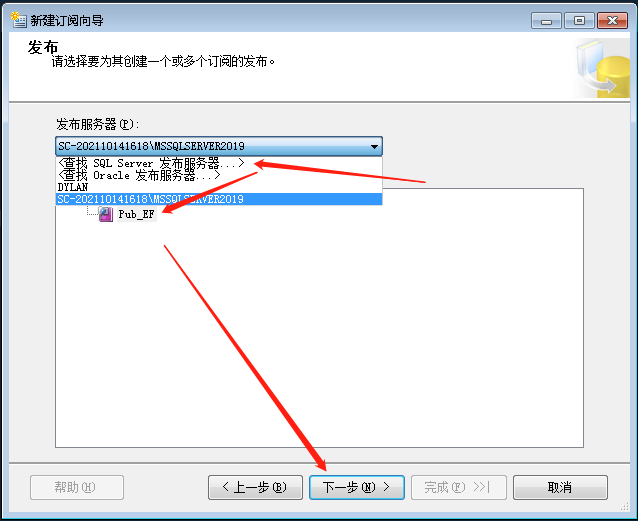 新建订阅向导
发布
请选择要为其创建一个或多个订阅的发布。
发布服务器(P):
SC-202110141618\MSSQLSERVER2019
<查找 SQL Server 发布服务器...>
<查找 Oracle 发布服务器...>
DYLAN
SC-202110141618\MSSQLSERVER2019
Pub_EF
帮助(H)
< 上一步(B)
下一步(N) >
完成(F) >>|
取消